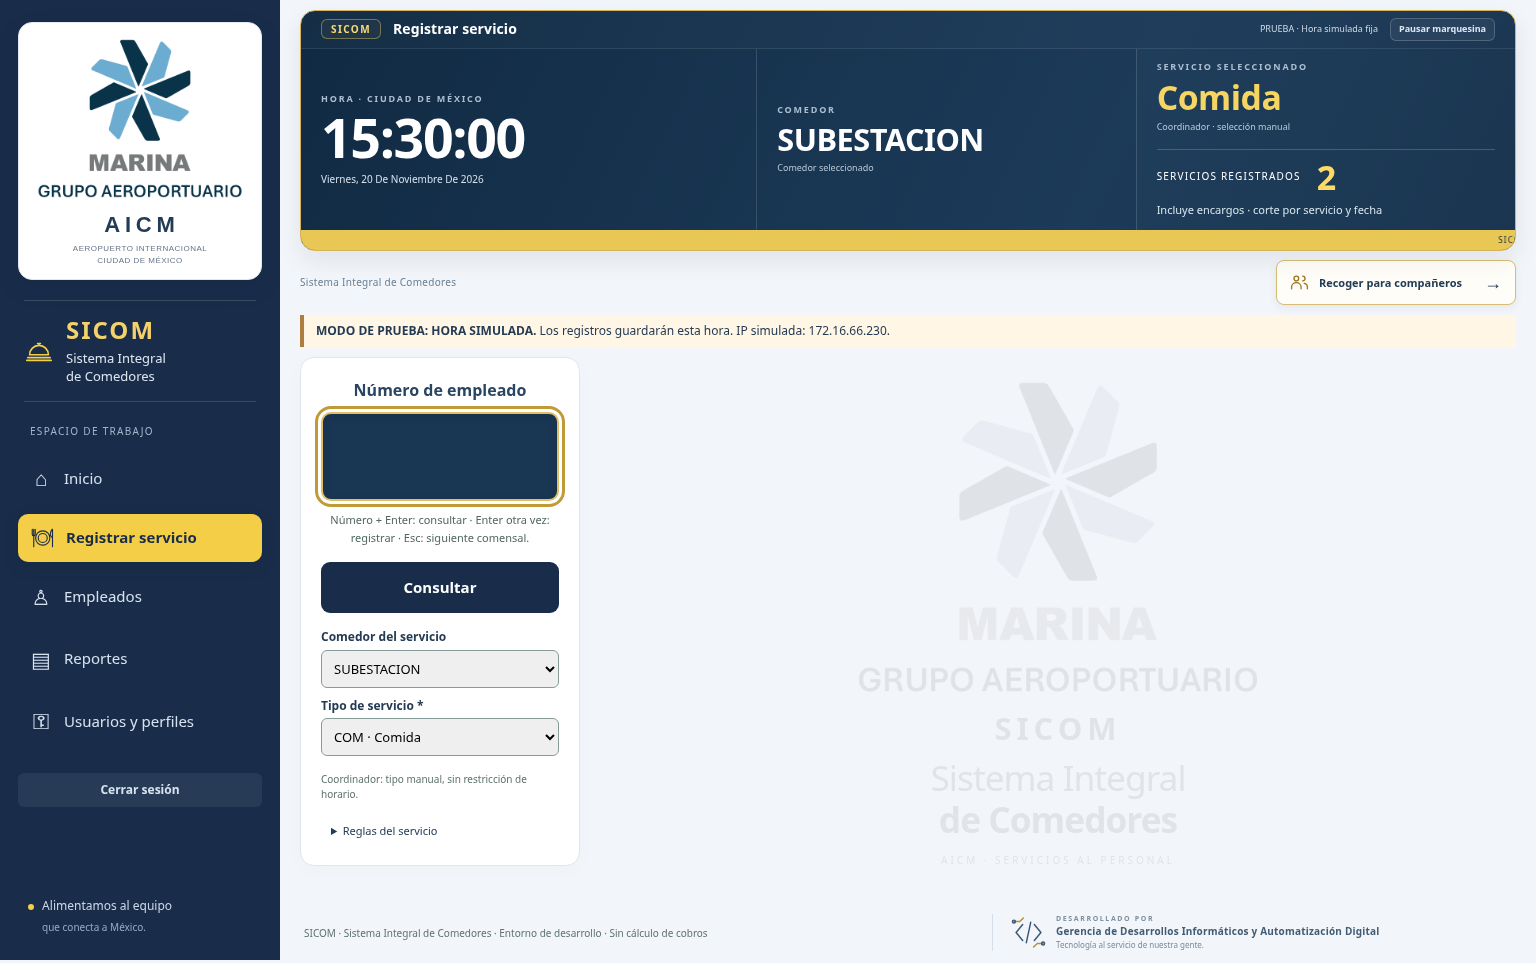 MARINA
GRUPO AEROPORTUARIO
AICM
AEROPUERTO INTERNACIONAL
CIUDAD DE MÉXICO
SICOM
Sistema Integral
de Comedores
ESPACIO DE TRABAJO
Inicio
Registrar servicio
Empleados
Reportes
Usuarios y perfiles
Cerrar sesión
Alimentamos al equipo
que conecta a México.
SICOM
Registrar servicio
PRUEBA · Hora simulada fija
Pausar marquesina
HORA · CIUDAD DE MÉXICO
15:30:00
Viernes, 20 De Noviembre De 2026
COMEDOR
SUBESTACION
Comedor seleccionado
SERVICIO SELECCIONADO
Comida
Coordinador · selección manual
SERVICIOS REGISTRADOS 2
Incluye encargos · corte por servicio y fecha
SIC
Sistema Integral de Comedores
Recoger para compañeros →
MODO DE PRUEBA: HORA SIMULADA. Los registros guardarán esta hora. IP simulada: 172.16.66.230.
Número de empleado
Número + Enter: consultar · Enter otra vez:
registrar · Esc: siguiente comensal.
Consultar
Comedor del servicio
SUBESTACION
Tipo de servicio *
COM · Comida
Coordinador: tipo manual, sin restricción de
horario.
Reglas del servicio
MARINA
GRUPO AEROPORTUARIO
SICOM
Sistema Integral
de Comedores
AICM · SERVICIOS AL PERSONAL
SICOM · Sistema Integral de Comedores · Entorno de desarrollo · Sin cálculo de cobros
DESARROLLADO POR
Gerencia de Desarrollos Informáticos y Automatización Digital
Tecnología al servicio de nuestra gente.